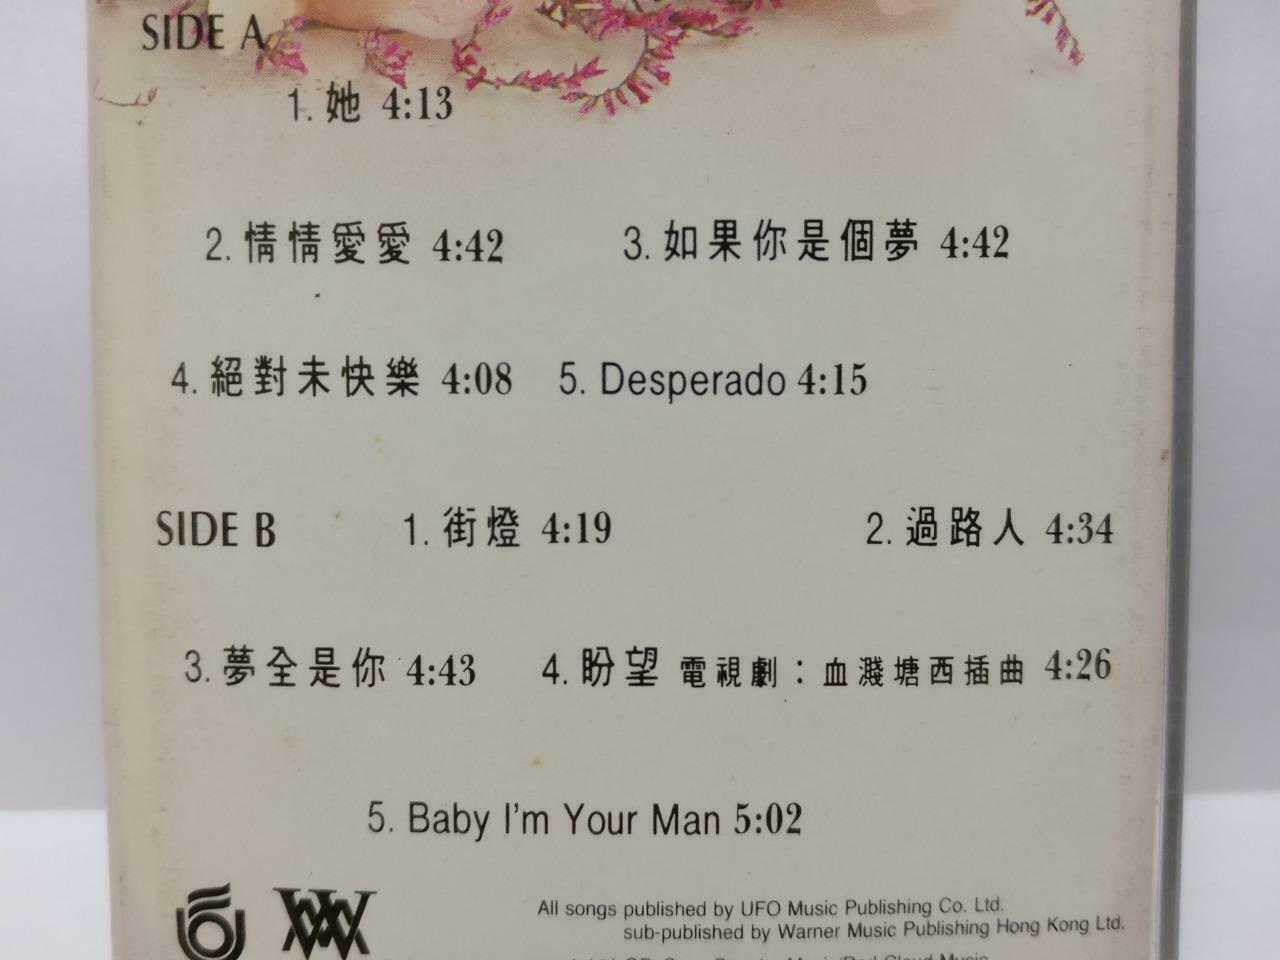 SIDE A
1. 她 4:13
2. 情情愛愛 4:42 3. 如果你是個夢 4:42
4. 絕對未快樂 4:08 5. Desperado 4:15
SIDE B 1. 街燈 4:19 2. 過路人 4:34
3. 夢全是你 4:43 4. 盼望 電視劇：血濺塘西插曲 4:26
5. Baby I'm Your Man 5:02
All songs published by UFO Music Publishing Co. Ltd.
sub-published by Warner Music Publishing Hong Kong Ltd.